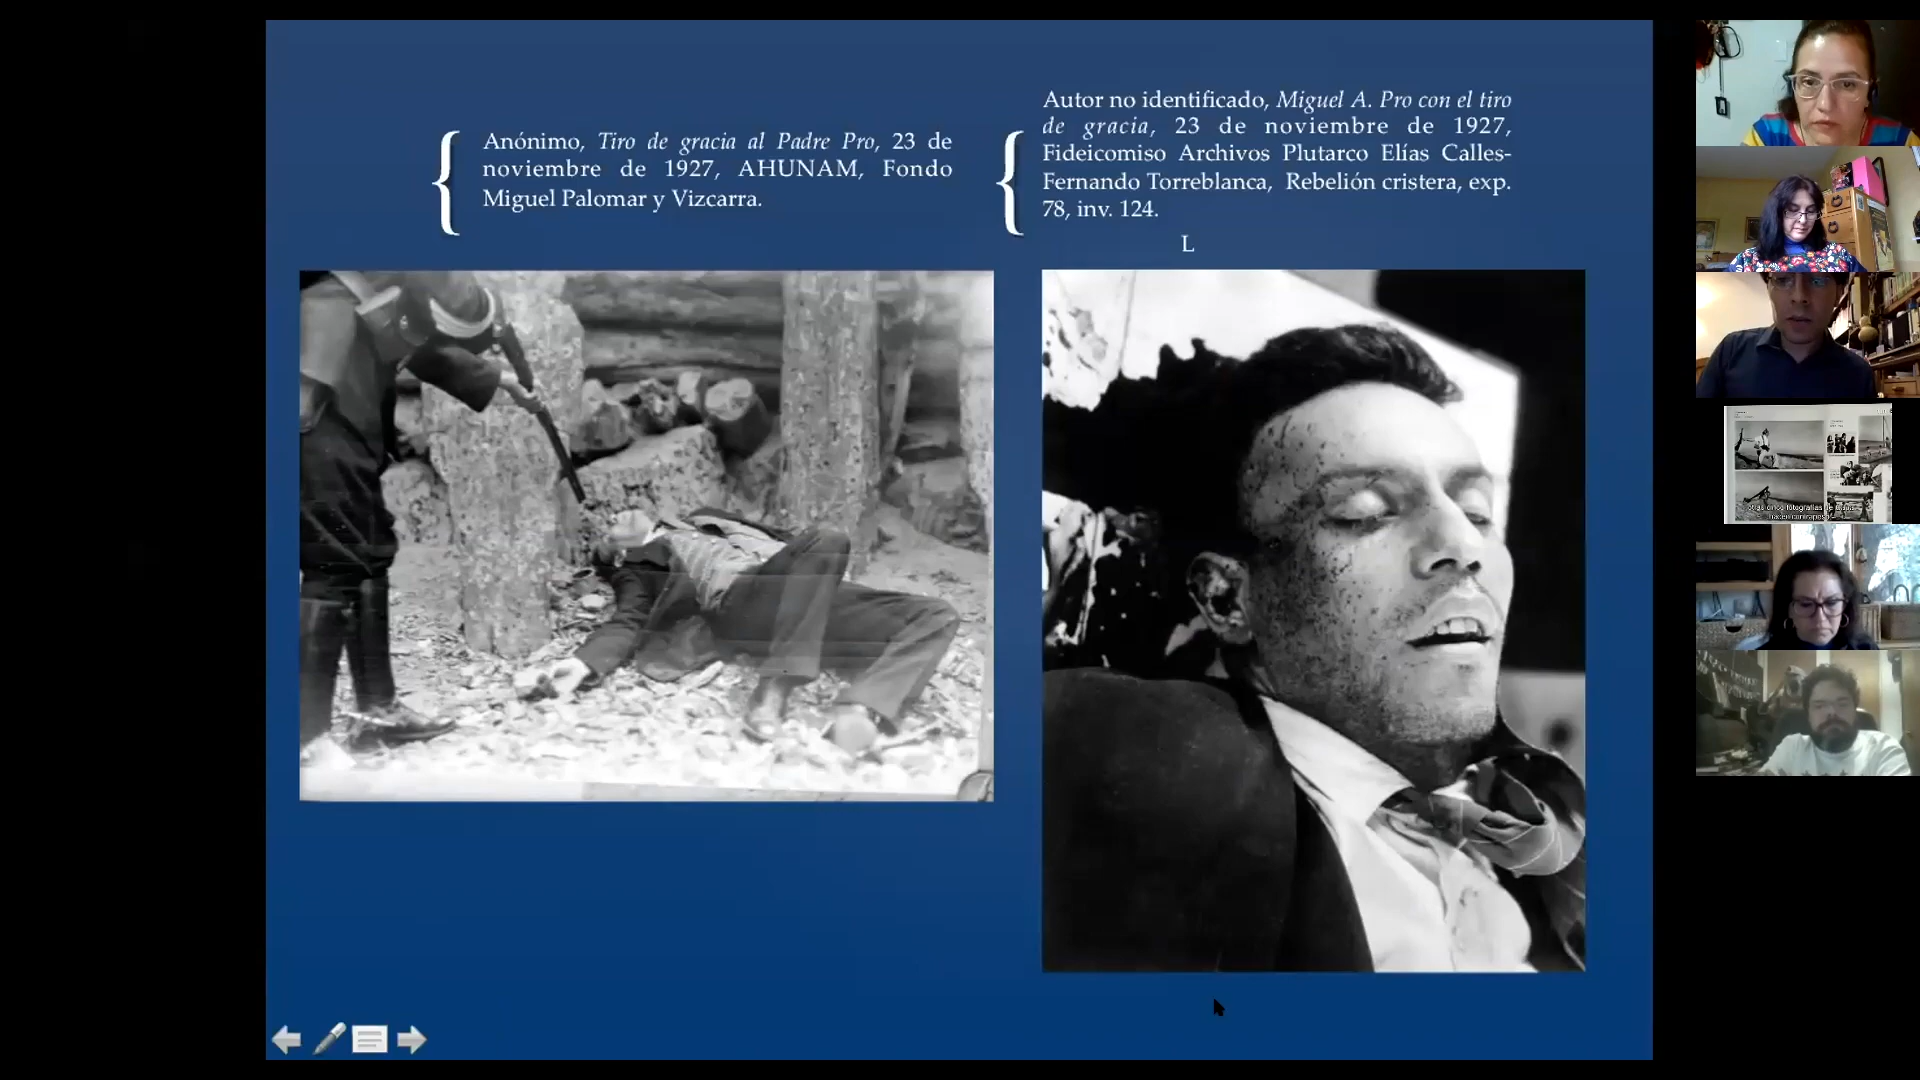 Anónimo, Tiro de gracia al Padre Pro, 23 de
noviembre de 1927, AHUNAM, Fondo
Miguel Palomar y Vizcarra.
Autor no identificado, Miguel A. Pro con el tiro
de gracia, 23 de noviembre de 1927,
Fideicomiso Archivos Plutarco Elías Calles-
Fernando Torreblanca, Rebelión cristera, exp.
78, inv. 124.
L